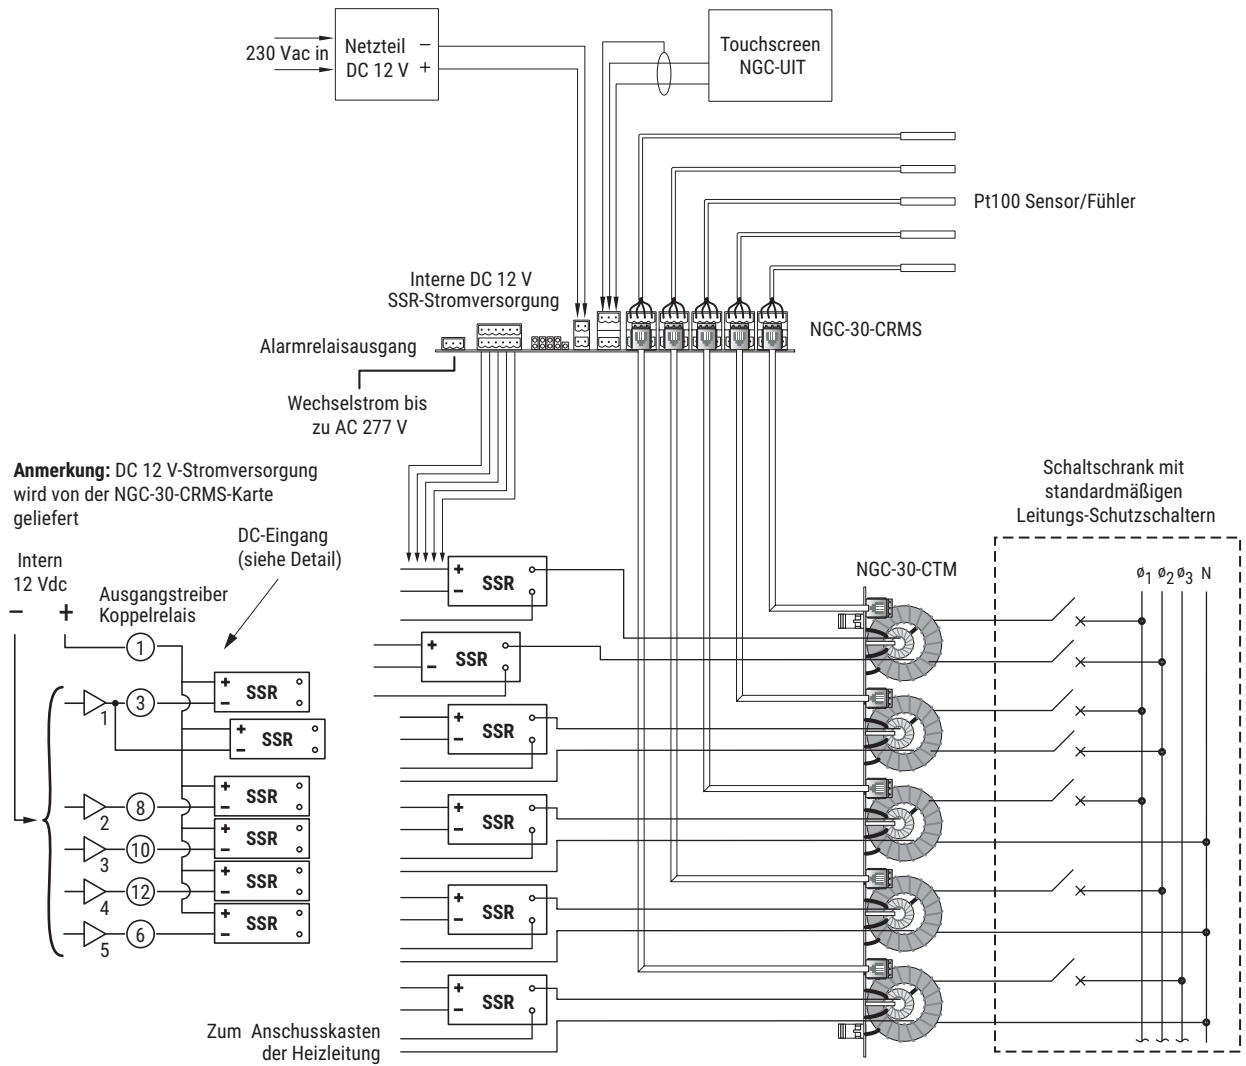 230 Vac in
Netzteil −
DC 12 V +
Touchscreen
NGC-UIT
Pt100 Sensor/Fühler
Interne DC 12 V
SSR-Stromversorgung
NGC-30-CRMS
Alarmrelaisausgang
Wechselstrom bis
zu AC 277 V
Anmerkung: DC 12 V-Stromversorgung
wird von der NGC-30-CRMS-Karte
geliefert
Schaltschrank mit
standardmäßigen
Leitungs-Schutzschaltern
DC-Eingang
(siehe Detail)
Intern
12 Vdc
− +
Ausgangstreiber
Koppelrelais
NGC-30-CTM
ø1 ø2 ø3 N
+
− SSR
+
− SSR
+
− SSR
+
− SSR
+
− SSR
+
− SSR
1
1 3
+
− SSR
+
− SSR
2 8
+
− SSR
3 10
+
− SSR
4 12
+
− SSR
5 6
+
− SSR
Zum Anschusskasten
der Heizleitung